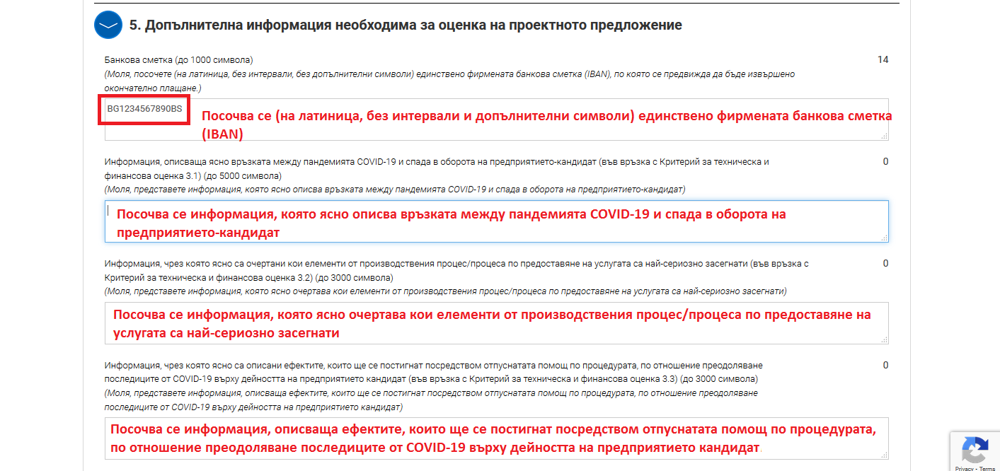 5. Допълнителна информация необходима за оценка на проектното предложение
Банкова сметка (до 1000 символа)
14
(Моля, посочете (на латиница, без интервали, без допълнителни символи) единствено фирмената банкова сметка (IBAN), по която се предвижда да бъде извършено
окончателно плащане.)
BG1234567890BS
Посочва се (на латиница, без интервали и допълнителни символи) единствено фирмената банкова сметка
(IBAN)
Информация, описваща ясно връзката между пандемията COVID-19 и спада в оборота на предприятието-кандидат (във връзка с Критерий за техническа и
0
финансова оценка 3.1) (до 5000 символа)
(Моля, представете информация, която ясно описва връзката между пандемията COVID-19 и спада в оборота на предприятието-кандидат)
Посочва се информация, която ясно описва връзката между пандемията COVID-19 и спада в оборота на
предприятието-кандидат
Информация, чрез която ясно са очертани кои елементи от производствения процес/процеса по предоставяне на услугата са най-сериозно засегнати (във връзка с
0
Критерий за техническа и финансова оценка 3.2) (до 3000 символа)
(Моля, представете информация, която ясно очертава кои елементи от производствения процес/процеса по предоставяне на услугата са най-сериозно засегнати)
Посочва се информация, която ясно очертава кои елементи от производствения процес/процеса по предоставяне на
услугата са най-сериозно засегнати
Информация, чрез която ясно са описани ефектите, които ще се постигнат посредством отпуснатата помощ по процедурата, по отношение преодоляване
0
последиците от COVID-19 върху дейността на предприятието кандидат (във връзка с Критерий за техническа и финансова оценка 3.3) (до 3000 символа)
(Моля, представете информация, описваща ефектите, които ще се постигнат посредством отпуснатата помощ по процедурата, по отношение преодоляване
последиците от COVID-19 върху дейността на предприятието кандидат)
Посочва се информация, описваща ефектите, които ще се постигнат посредством отпуснатата помощ по процедурата,
по отношение преодоляване последиците от COVID-19 върху дейността на предприятието кандидат
Privacy - Terms